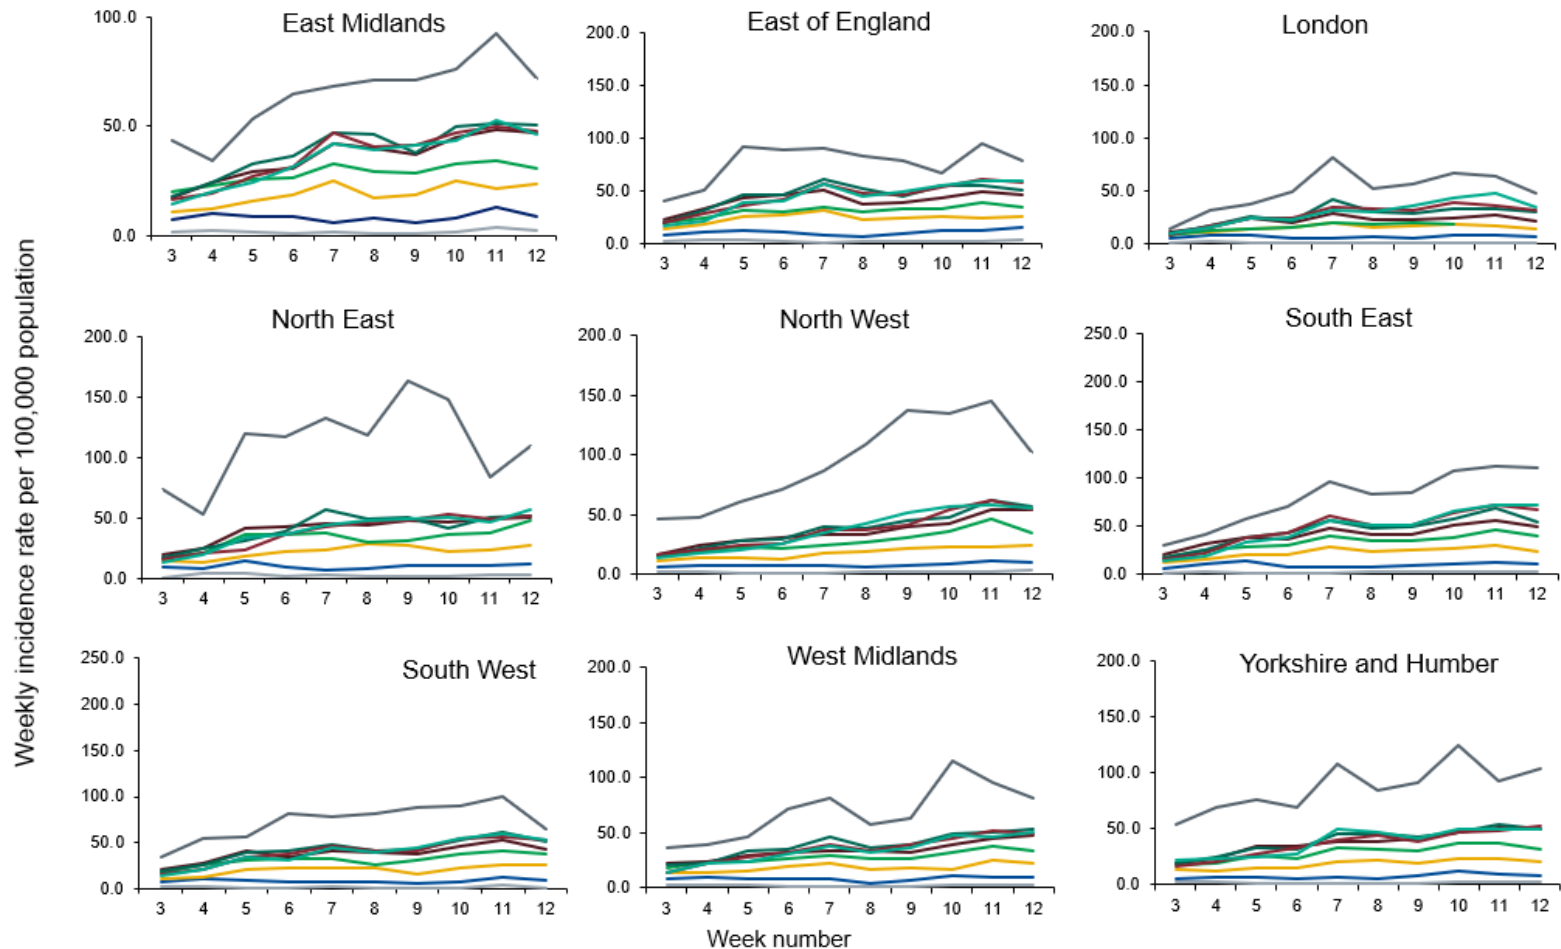 East Midlands
100.0
50.0
0.0
3 4 5 6 7 8 9 10 11 12
East of England
200.0
150.0
100.0
50.0
0.0
3 4 5 6 7 8 9 10 11 12
London
200.0
150.0
100.0
50.0
0.0
3 4 5 6 7 8 9 10 11 12
Weekly incidence rate per 100,000 population
North East
200.0
150.0
100.0
50.0
0.0
3 4 5 6 7 8 9 10 11 12
North West
200.0
150.0
100.0
50.0
0.0
3 4 5 6 7 8 9 10 11 12
South East
250.0
200.0
150.0
100.0
50.0
0.0
3 4 5 6 7 8 9 10 11 12
South West
250.0
200.0
150.0
100.0
50.0
0.0
3 4 5 6 7 8 9 10 11 12
West Midlands
200.0
150.0
100.0
50.0
0.0
3 4 5 6 7 8 9 10 11 12
Yorkshire and Humber
200.0
150.0
100.0
50.0
0.0
3 4 5 6 7 8 9 10 11 12
Week number